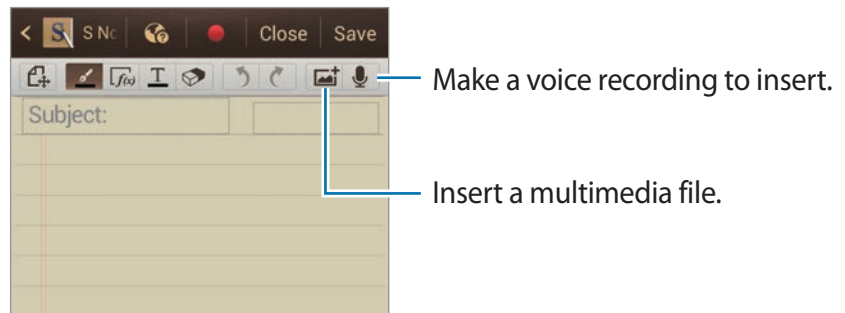 S No
Close
Save
f(x)
T
Make a voice recording to insert.
Subject:
Insert a multimedia file.